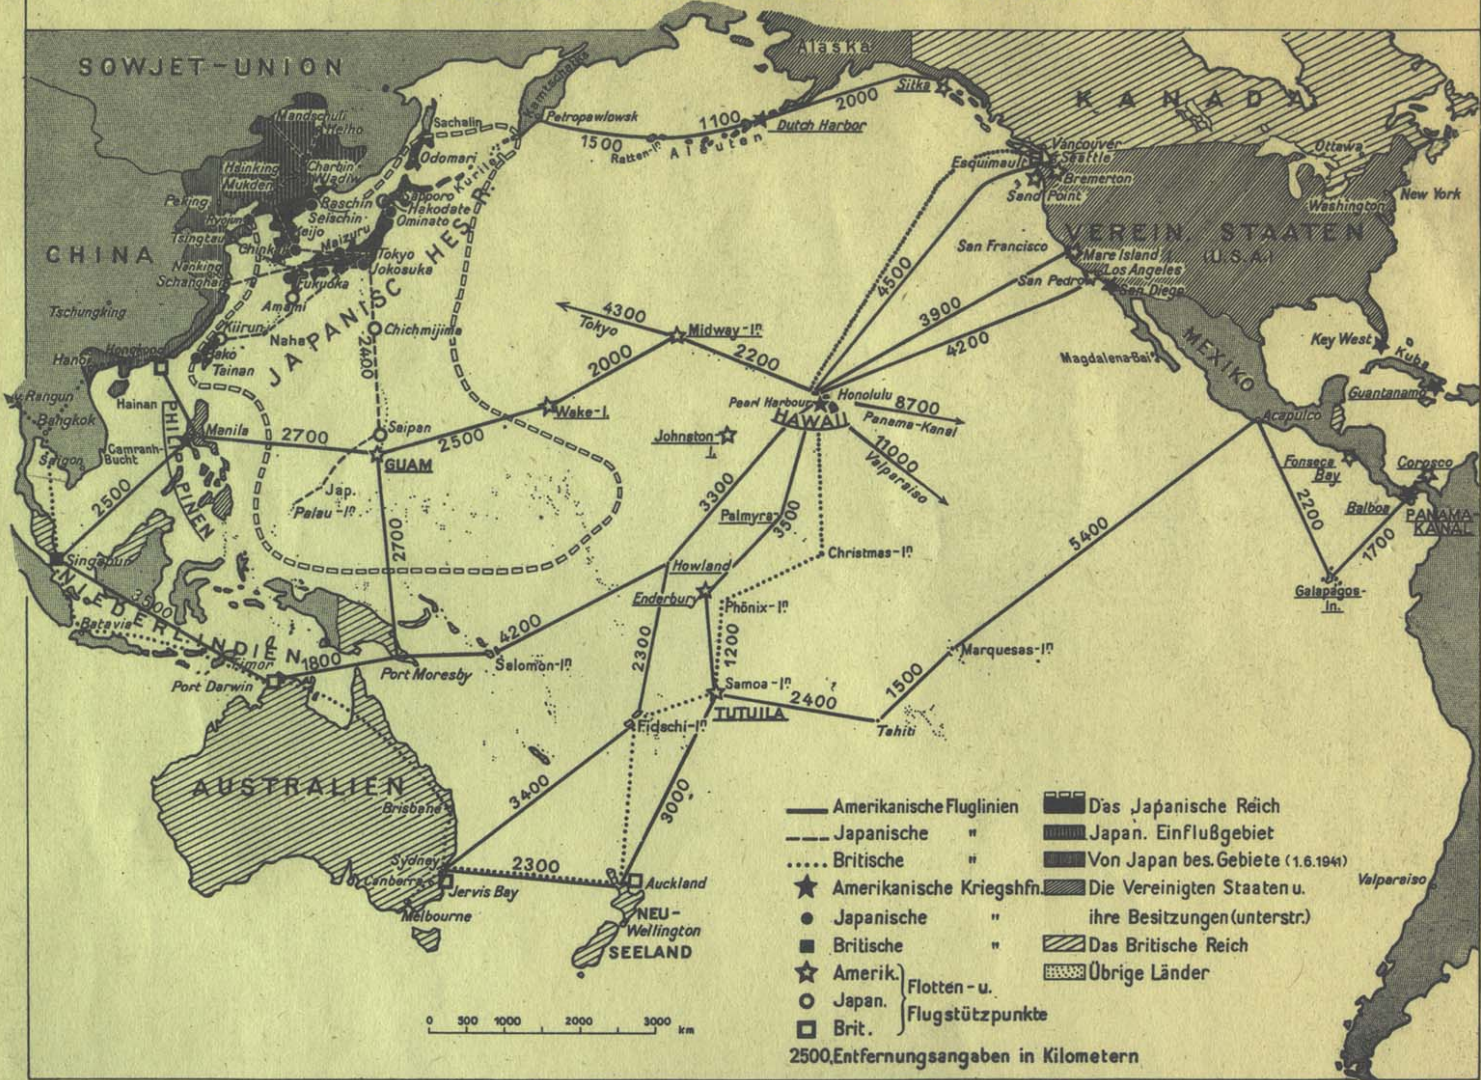 SOWJET-UNION
Alaska
KANADA
Kamtschatka
Petropawlowsk
1500
Ratten-Iⁿ
1100
Aleuten
Dutch Harbor
2000
Sitka
Mandschuli
Heiho
Sachalin
Odomari
Kurilen
Hsinking
Charbin
Mukden
Wladiw.
Peking
Raschin
Seischin
Sapporo
Hakodate
Ominato
Tsingtau
Keijo
Maizuru
Chinkai
Tokyo
Jokosuka
CHINA
Nanking
Schanghai
Fukuoka
Amami
JAPANISCHES R.
Tschungking
Kiirun
Naha
Chichmijima
2400
Hanoi
Hongkong
Mako
Tainan
Hainan
Rangun
Bangkok
Saigon
Camranh-
Bucht
PHILIPPINEN
Manila
2700
Saipan
GUAM
2500
Wake-I.
2000
4300
Tokyo
Midway-Iⁿ
2200
Jap.
Palau-Iⁿ
2500
2700
Singapur
NIEDERL. INDIEN
3500
Batavia
Timor
1800
Port Darwin
Port Moresby
Salomon-Iⁿ
4200
Esquimault
Vancouver
Seattle
Bremerton
Sand Point
Ottawa
New York
Washington
VEREIN. STAATEN
(U.S.A.)
San Francisco
Mare Island
San Pedro
Los Angeles
San Diego
4500
3900
4200
Magdalena-Bai
MEXIKO
Key West
Kuba
Guantanamo
Acapulco
Pearl Harbour
Honolulu
HAWAII
8700
Panama-Kanal
11000
Valparaiso
Johnston-
I.
3300
Palmyra
3500
Christmas-Iⁿ
Howland
Enderbury
Phönix-Iⁿ
2300
1200
5400
Fonseca
Bay
Corosco
Balboa
PANAMA-
KANAL
2200
1700
Galapagos-
In.
Marquesas-Iⁿ
1500
Samoa-Iⁿ
TUTUILA
2400
Tahiti
Fidschi-Iⁿ
AUSTRALIEN
Brisbane
3400
3000
Sydney
Canberra
Jervis Bay
Melbourne
2300
Auckland
NEU-
Wellington
SEELAND
Valparaiso
Amerikanische Fluglinien
Japanische "
Britische "
Amerikanische Kriegshfn.
Japanische "
Britische "
Amerik.
Japan.
Brit.
Flotten- u.
Flugstützpunkte
2500,Entfernungsangaben in Kilometern
Das Japanische Reich
Japan. Einflußgebiet
Von Japan bes. Gebiete (1.6.1941)
Die Vereinigten Staaten u.
ihre Besitzungen (unterstr.)
Das Britische Reich
Übrige Länder
0 500 1000 2000 3000 km